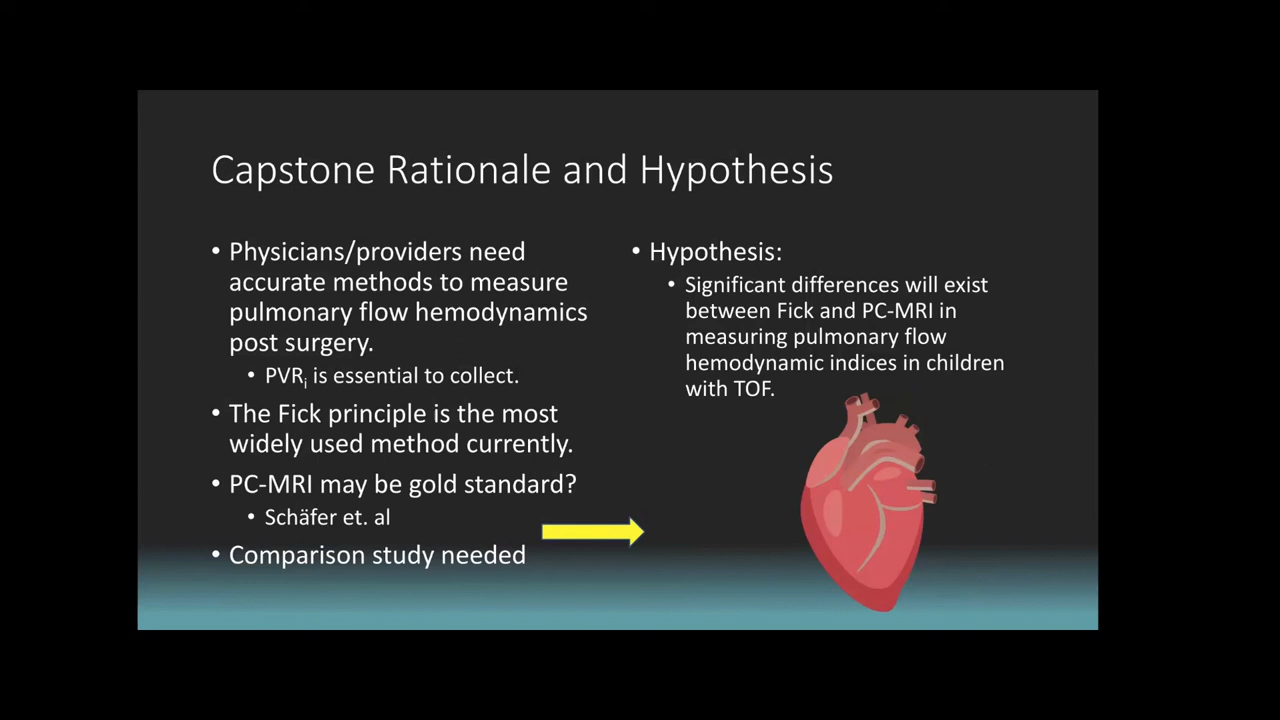 Capstone Rationale and Hypothesis
• Physicians/providers need
accurate methods to measure
pulmonary flow hemodynamics
post surgery.
• PVRi is essential to collect.
• The Fick principle is the most
widely used method currently.
• PC-MRI may be gold standard?
• Schäfer et. al
• Comparison study needed
• Hypothesis:
• Significant differences will exist
between Fick and PC-MRI in
measuring pulmonary flow
hemodynamic indices in children
with TOF.